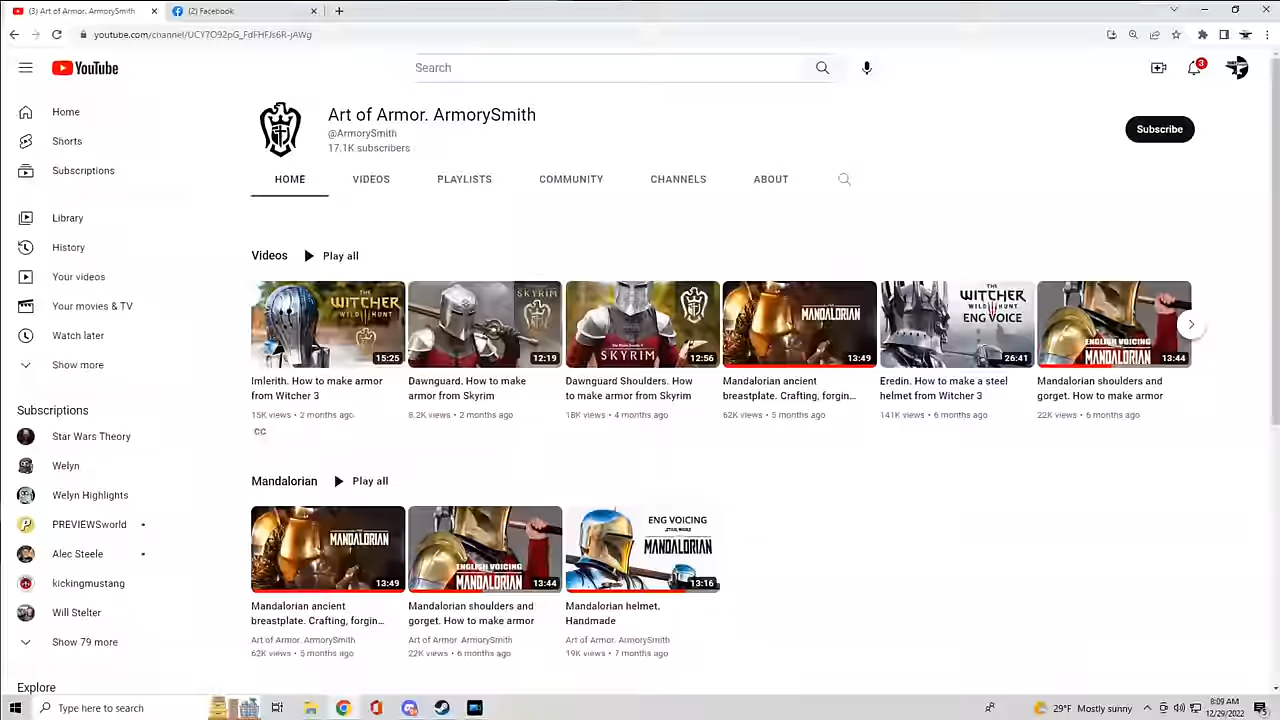 (3) Art of Armor. ArmorySmith
(2) Facebook
youtube.com/channel/UCY7O92pG_FdFHFJs6R-jAWg
YouTube
Search
3
Home
Shorts
Subscriptions
Library
History
Your videos
Your movies & TV
Watch later
Show more
Subscriptions
Star Wars Theory
Welyn
Welyn Highlights
PREVIEWSworld
Alec Steele
kickingmustang
Will Stelter
Show 79 more
Explore
Art of Armor. ArmorySmith
@ArmorySmith
17.1K subscribers
Subscribe
HOME VIDEOS PLAYLISTS COMMUNITY CHANNELS ABOUT
Videos Play all
THE
WITCHER
WILD HUNT
15:25
Imlerith. How to make armor
from Witcher 3
15K views • 2 months ago
CC
SKYRIM
12:19
Dawnguard. How to make
armor from Skyrim
8.2K views • 2 months ago
SKYRIM
12:56
Dawnguard Shoulders. How
to make armor from Skyrim
18K views • 4 months ago
MANDALORIAN
13:49
Mandalorian ancient
breastplate. Crafting, forgin...
62K views • 5 months ago
THE
WITCHER
WILD HUNT
ENG VOICE
26:41
Eredin. How to make a steel
helmet from Witcher 3
141K views • 6 months ago
ENGLISH VOICING
MANDALORIAN
13:44
Mandalorian shoulders and
gorget. How to make armor
22K views • 6 months ago
Mandalorian Play all
MANDALORIAN
13:49
Mandalorian ancient
breastplate. Crafting, forgin...
Art of Armor. ArmorySmith
62K views • 5 months ago
ENGLISH VOICING
MANDALORIAN
13:44
Mandalorian shoulders and
gorget. How to make armor
Art of Armor. ArmorySmith
22K views • 6 months ago
ENG VOICING
STAR WARS
MANDALORIAN
13:16
Mandalorian helmet.
Handmade
Art of Armor. ArmorySmith
19K views • 7 months ago
Type here to search
29°F Mostly sunny
8:09 AM
12/29/2022